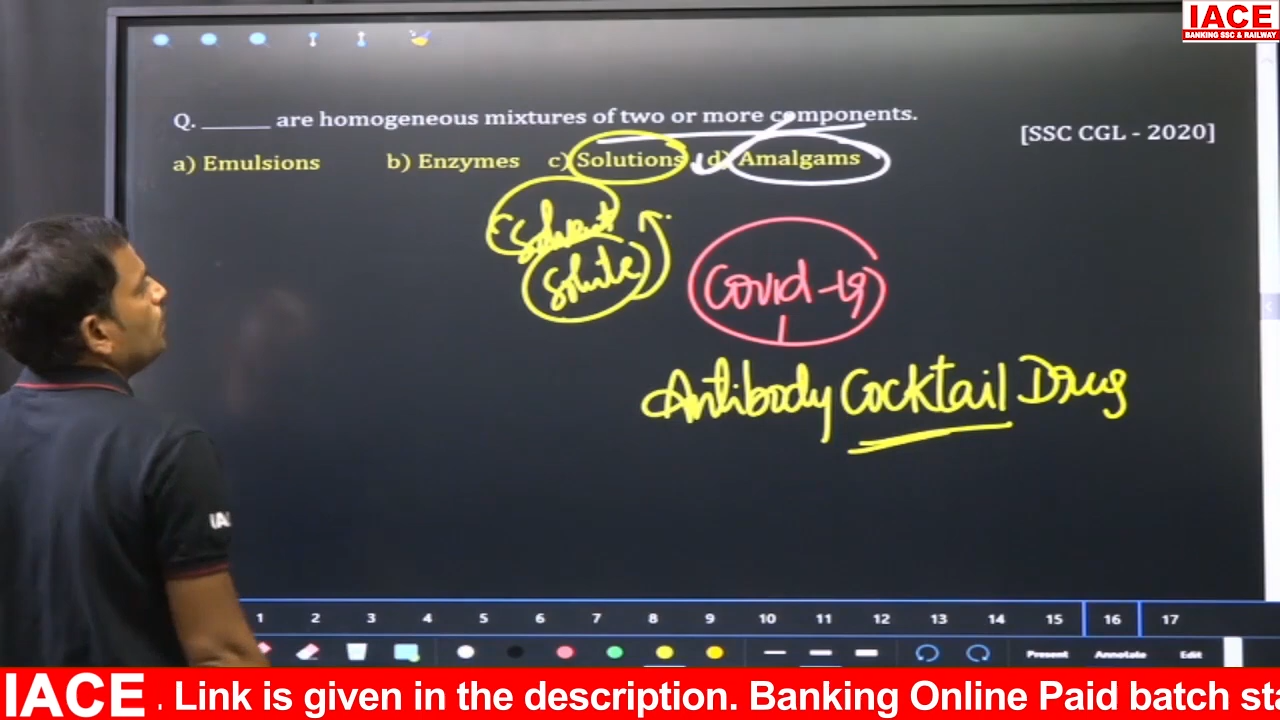 IACE
BANKING SSC & RAILWAY
Q. ______ are homogeneous mixtures of two or more components.
[SSC CGL - 2020]
a) Emulsions b) Enzymes c) Solutions d) Amalgams
Solvent
Solute
Covid-19
Antibody Cocktail Drug
1 2 3 4 5 6 7 8 9 10 11 12 13 14 15 16 17
Present Annotate Edit
IACE . Link is given in the description. Banking Online Paid batch sta